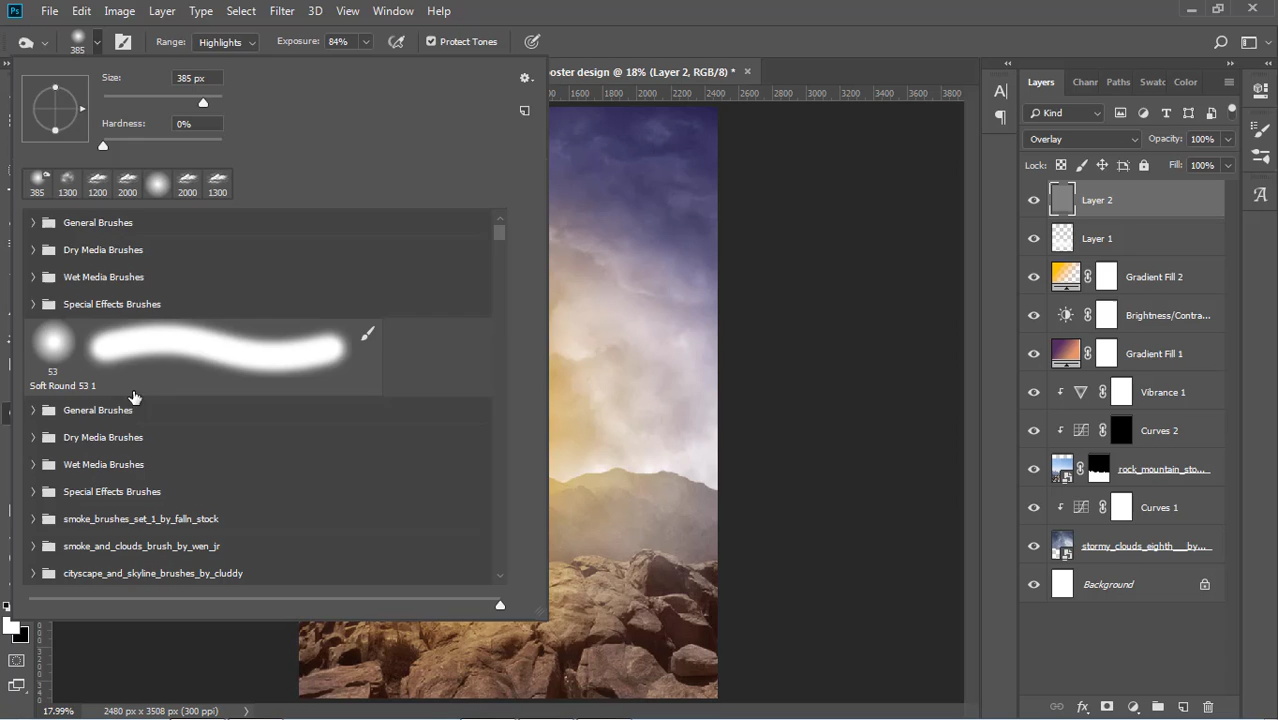 Ps File Edit Image Layer Type Select Filter 3D View Window Help
385 Range: Highlights Exposure: 84% Protect Tones
Size: 385 px
Hardness: 0%
385 1300 1200 2000 2000 1300
General Brushes
Dry Media Brushes
Wet Media Brushes
Special Effects Brushes
53
Soft Round 53 1
General Brushes
Dry Media Brushes
Wet Media Brushes
Special Effects Brushes
smoke_brushes_set_1_by_falln_stock
smoke_and_clouds_brush_by_wen_jr
cityscape_and_skyline_brushes_by_cluddy
oster design @ 18% (Layer 2, RGB/8) *
1600 1800 2000 2200 2400 2600 2800 3000 3200 3400 3600 3800
17.99% 2480 px x 3508 px (300 ppi)
Layers Chanr Paths Swatc Color
Kind
Overlay Opacity: 100%
Lock: Fill: 100%
Layer 2
Layer 1
Gradient Fill 2
Brightness/Contra...
Gradient Fill 1
Vibrance 1
Curves 2
rock_mountain_sto...
Curves 1
stormy_clouds_eighth___by...
Background